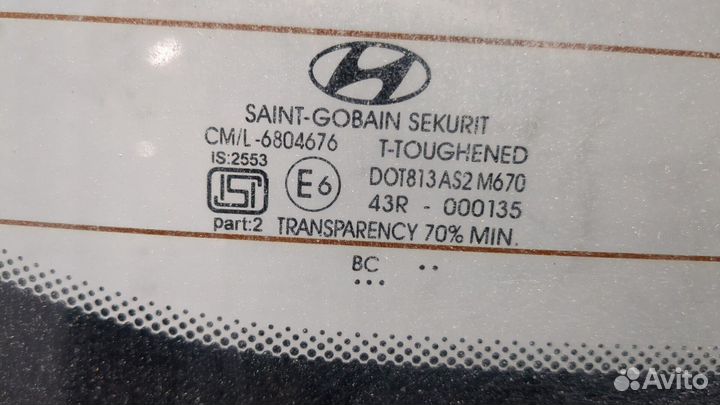 SAINT-GOBAIN SEKURIT
CM/L-6804676 T-TOUGHENED
IS:2553
ISI
E6
DOT813 AS2 M670
43R - 000135
part:2 TRANSPARENCY 70% MIN.
BC ..
...
Avito